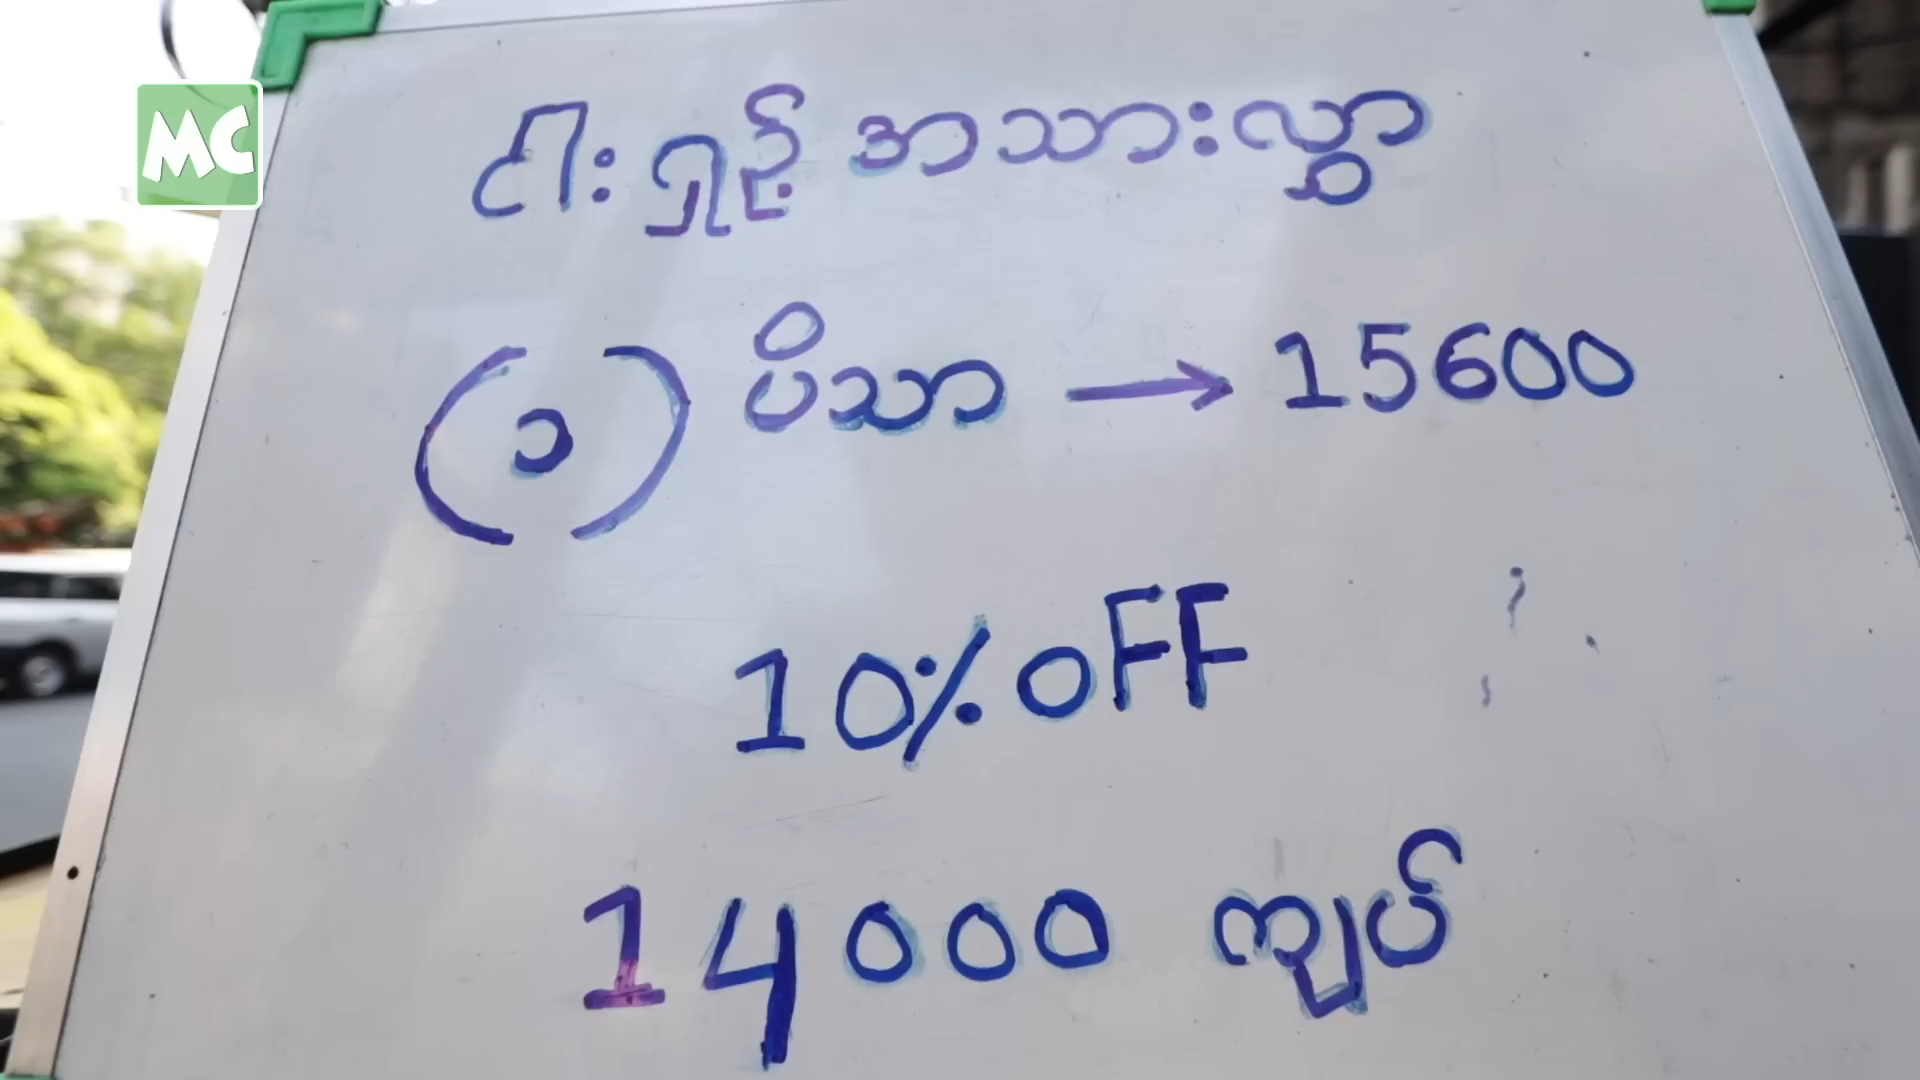 MC
ငါးရှဉ့် အသားလွှာ
(၁) ပိဿာ → 15600
10% OFF
14000 ကျပ်